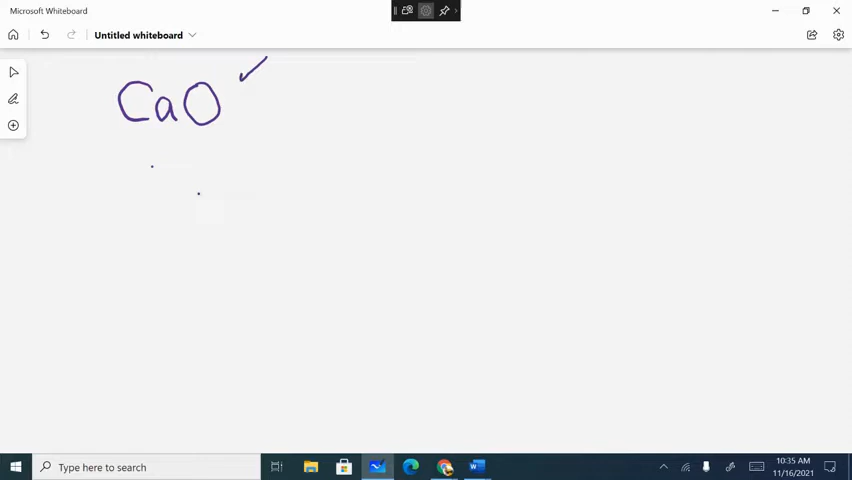 Microsoft Whiteboard
Untitled whiteboard
CaO
Type here to search
10:35 AM
11/16/2021